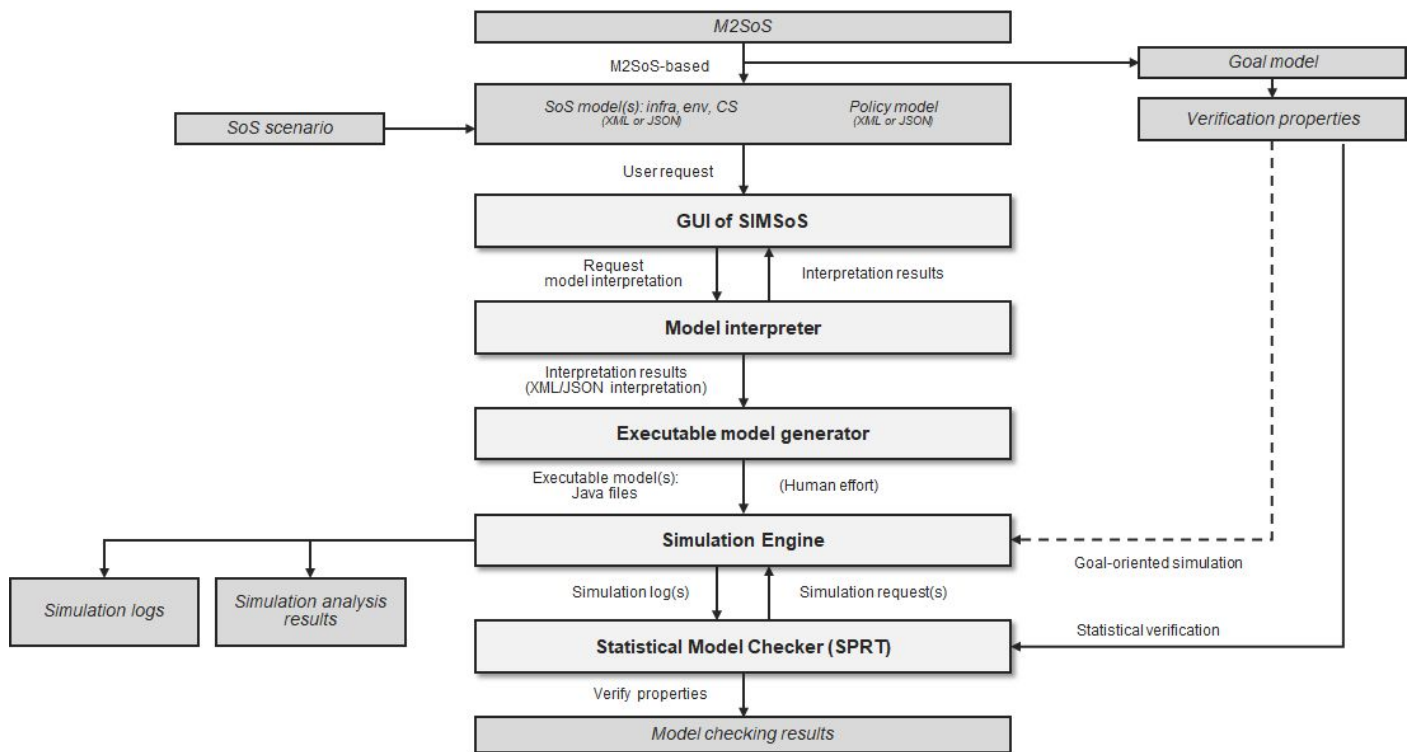 M2SoS
M2SoS-based
Goal model
SoS model(s): infra, env, CS
(XML or JSON)
Policy model
(XML or JSON)
SoS scenario
Verification properties
User request
GUI of SIMSoS
Request
model interpretation
Interpretation results
Model interpreter
Interpretation results
(XML/JSON interpretation)
Executable model generator
Executable model(s):
Java files
(Human effort)
Simulation Engine
Goal-oriented simulation
Simulation logs
Simulation analysis
results
Simulation log(s)
Simulation request(s)
Statistical Model Checker (SPRT)
Statistical verification
Verify properties
Model checking results